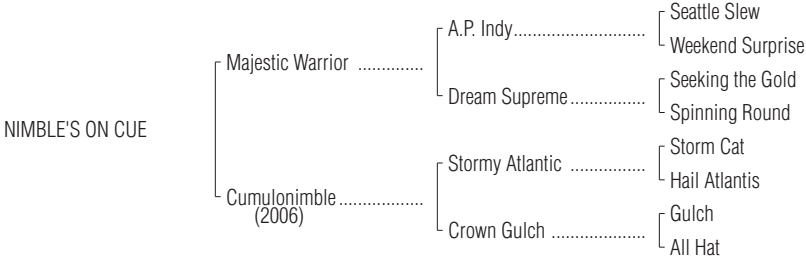 Seattle Slew
A.P. Indy..............................
Weekend Surprise
Majestic Warrior ...............
Seeking the Gold
Dream Supreme.................
Spinning Round
NIMBLE'S ON CUE
Storm Cat
Stormy Atlantic .................
Hail Atlantis
Cumulonimble...................
(2006)
Gulch
Crown Gulch .....................
All Hat